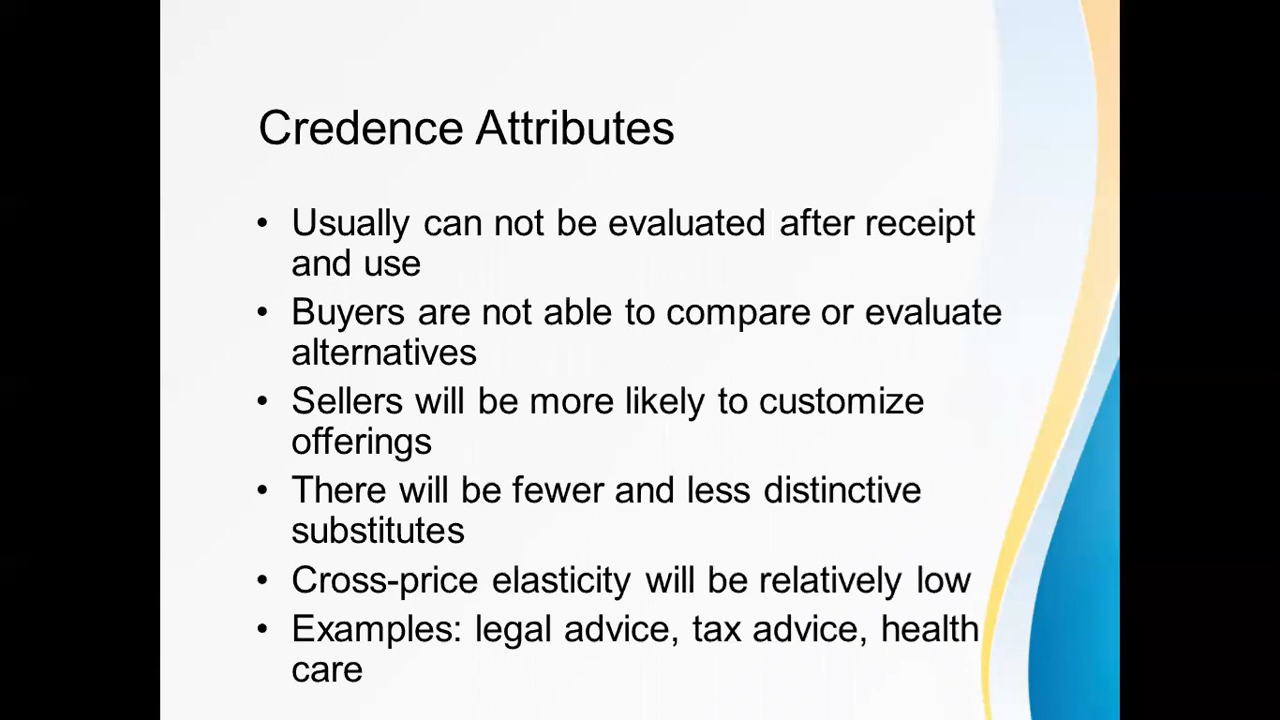 Credence Attributes
• Usually can not be evaluated after receipt
and use
• Buyers are not able to compare or evaluate
alternatives
• Sellers will be more likely to customize
offerings
• There will be fewer and less distinctive
substitutes
• Cross-price elasticity will be relatively low
• Examples: legal advice, tax advice, health
care